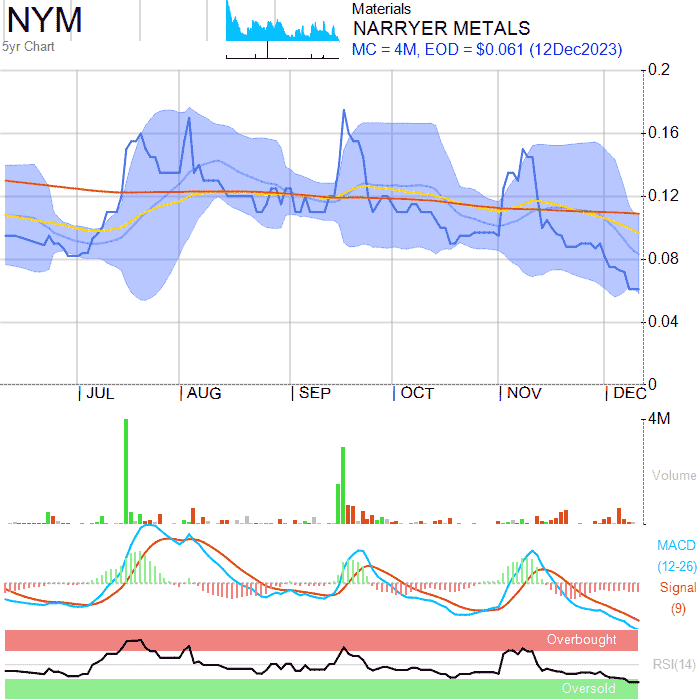 NYM
5yr Chart
Materials
NARRYER METALS
MC = 4M, EOD = $0.061 (12Dec2023)
0.2
0.16
0.12
0.08
0.04
0
JUL AUG SEP OCT NOV DEC
4M
Volume
MACD
(12-26)
Signal
(9)
Overbought
RSI(14)
Oversold